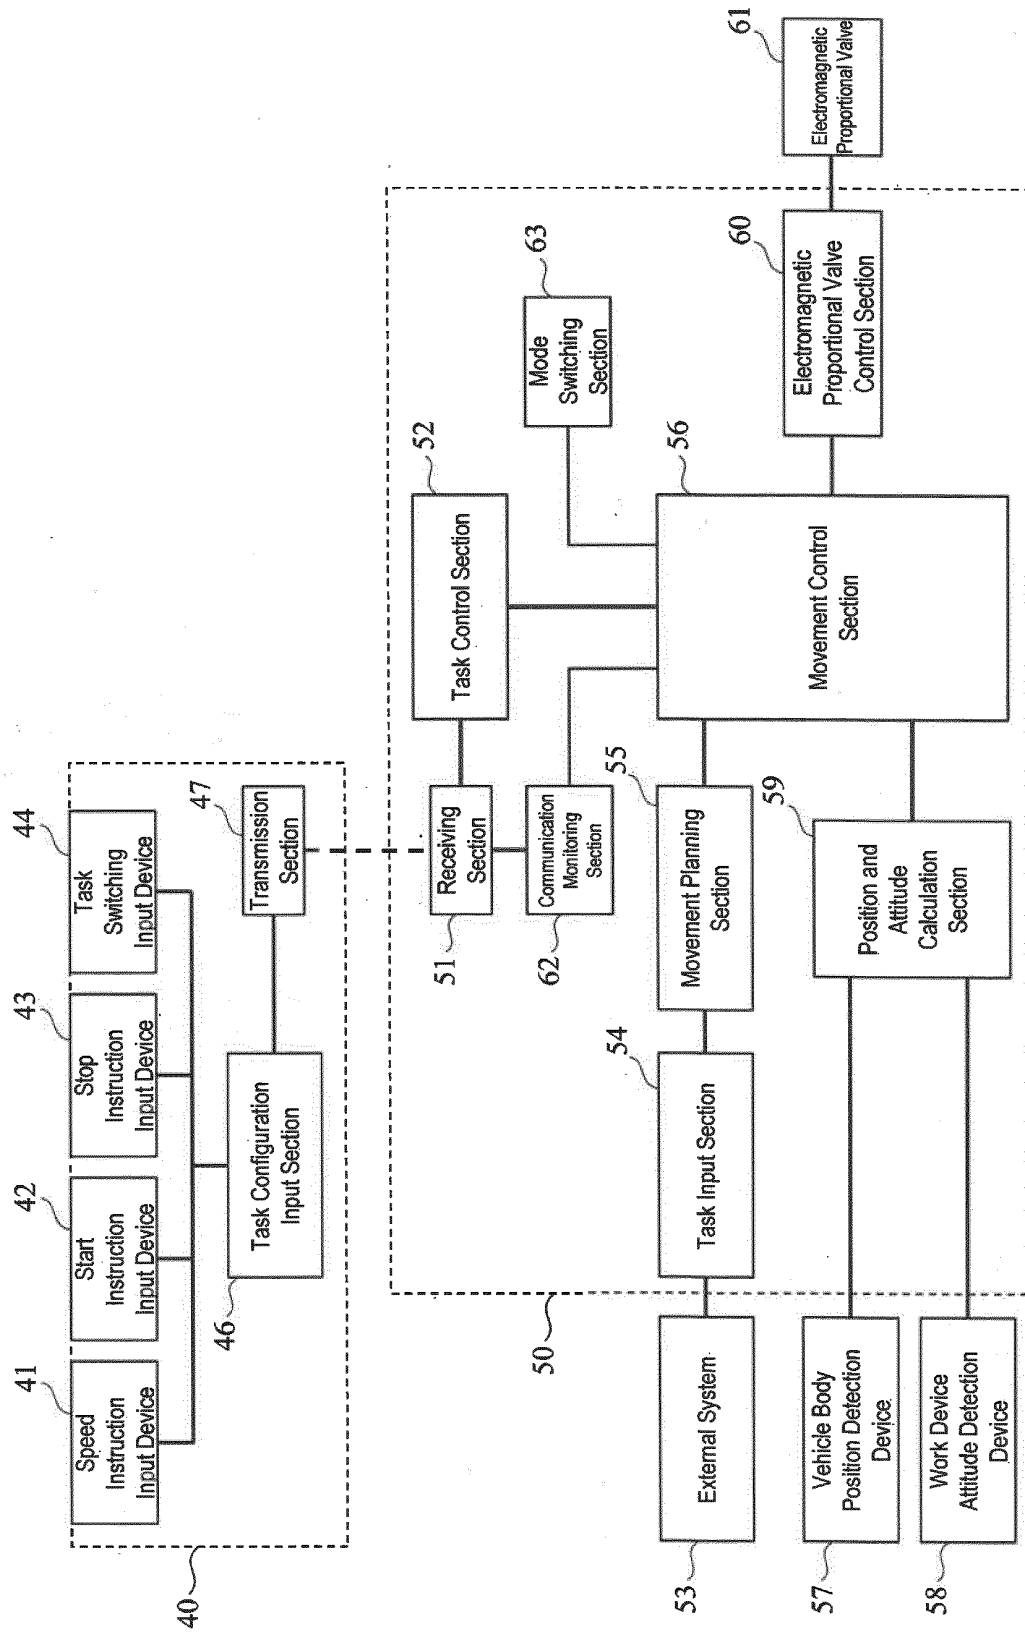 41
Speed
Instruction
Input Device
42
Start
Instruction
Input Device
43
Stop
Instruction
Input Device
44
Task
Switching
Input Device
40
46
Task Configuration
Input Section
47
Transmission
Section
50
51
Receiving
Section
52
Task Control Section
62
Communication
Monitoring
Section
63
Mode
Switching
Section
53
External System
54
Task Input Section
55
Movement Planning
Section
56
Movement Control
Section
57
Vehicle Body
Position Detection
Device
58
Work Device
Attitude Detection
Device
59
Position and
Attitude
Calculation
Section
60
Electromagnetic
Proportional Valve
Control Section
61
Electromagnetic
Proportional Valve